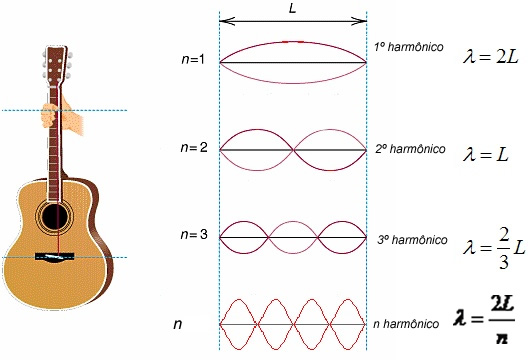 L
n=1
1º harmônico
λ = 2L
n=2
2º harmônico
λ = L
n=3
3º harmônico
λ = 2/3 L
n
n harmônico
λ = 2L/n